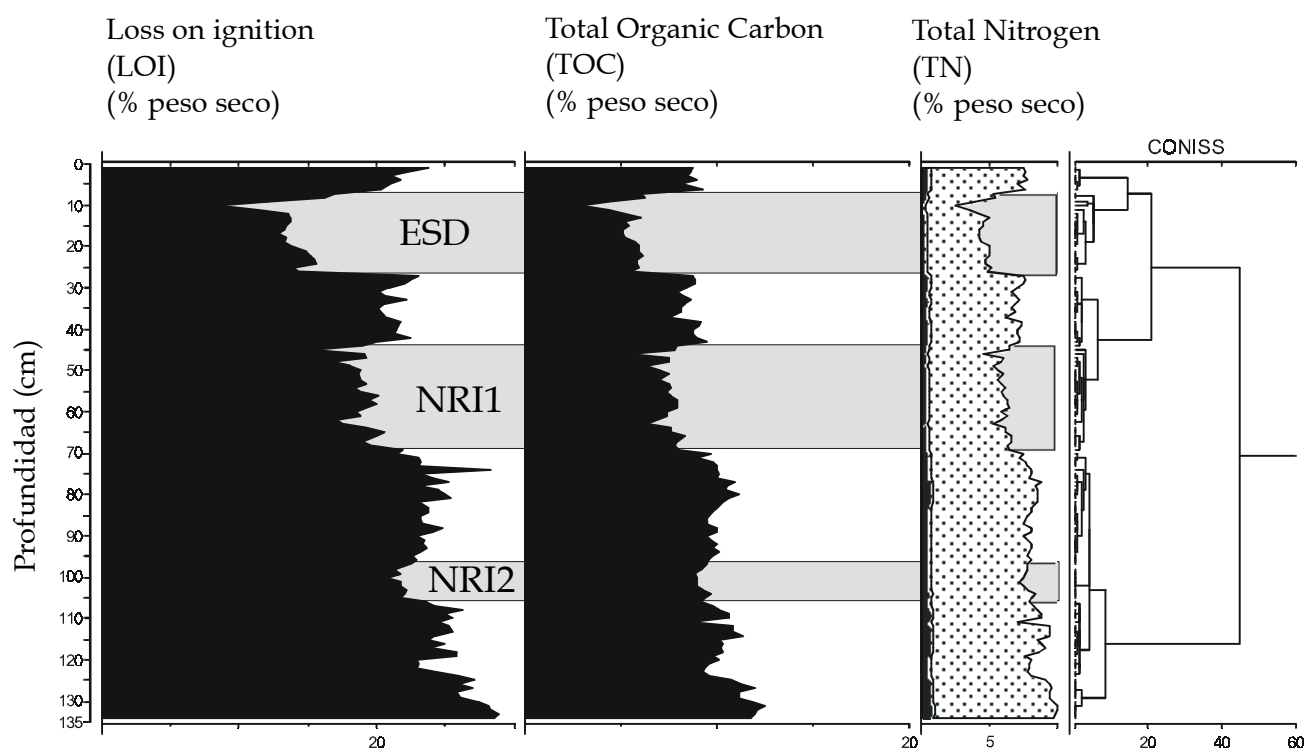 Loss on ignition
(LOI)
(% peso seco)
Total Organic Carbon
(TOC)
(% peso seco)
Total Nitrogen
(TN)
(% peso seco)
CONISS
Profundidad (cm)
0
10
20
30
40
50
60
70
80
90
100
110
120
130
135
ESD
NRI1
NRI2
20
20
5
20
40
60